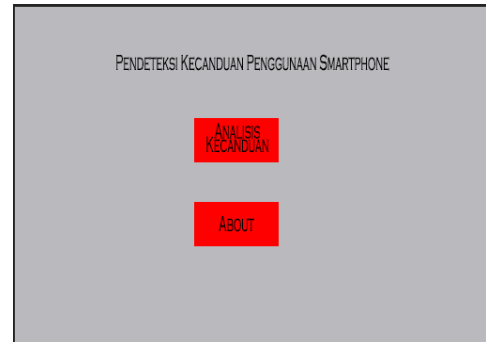 Pendeteksi Kecanduan Penggunaan Smartphone
Analisis
Kecanduan
About